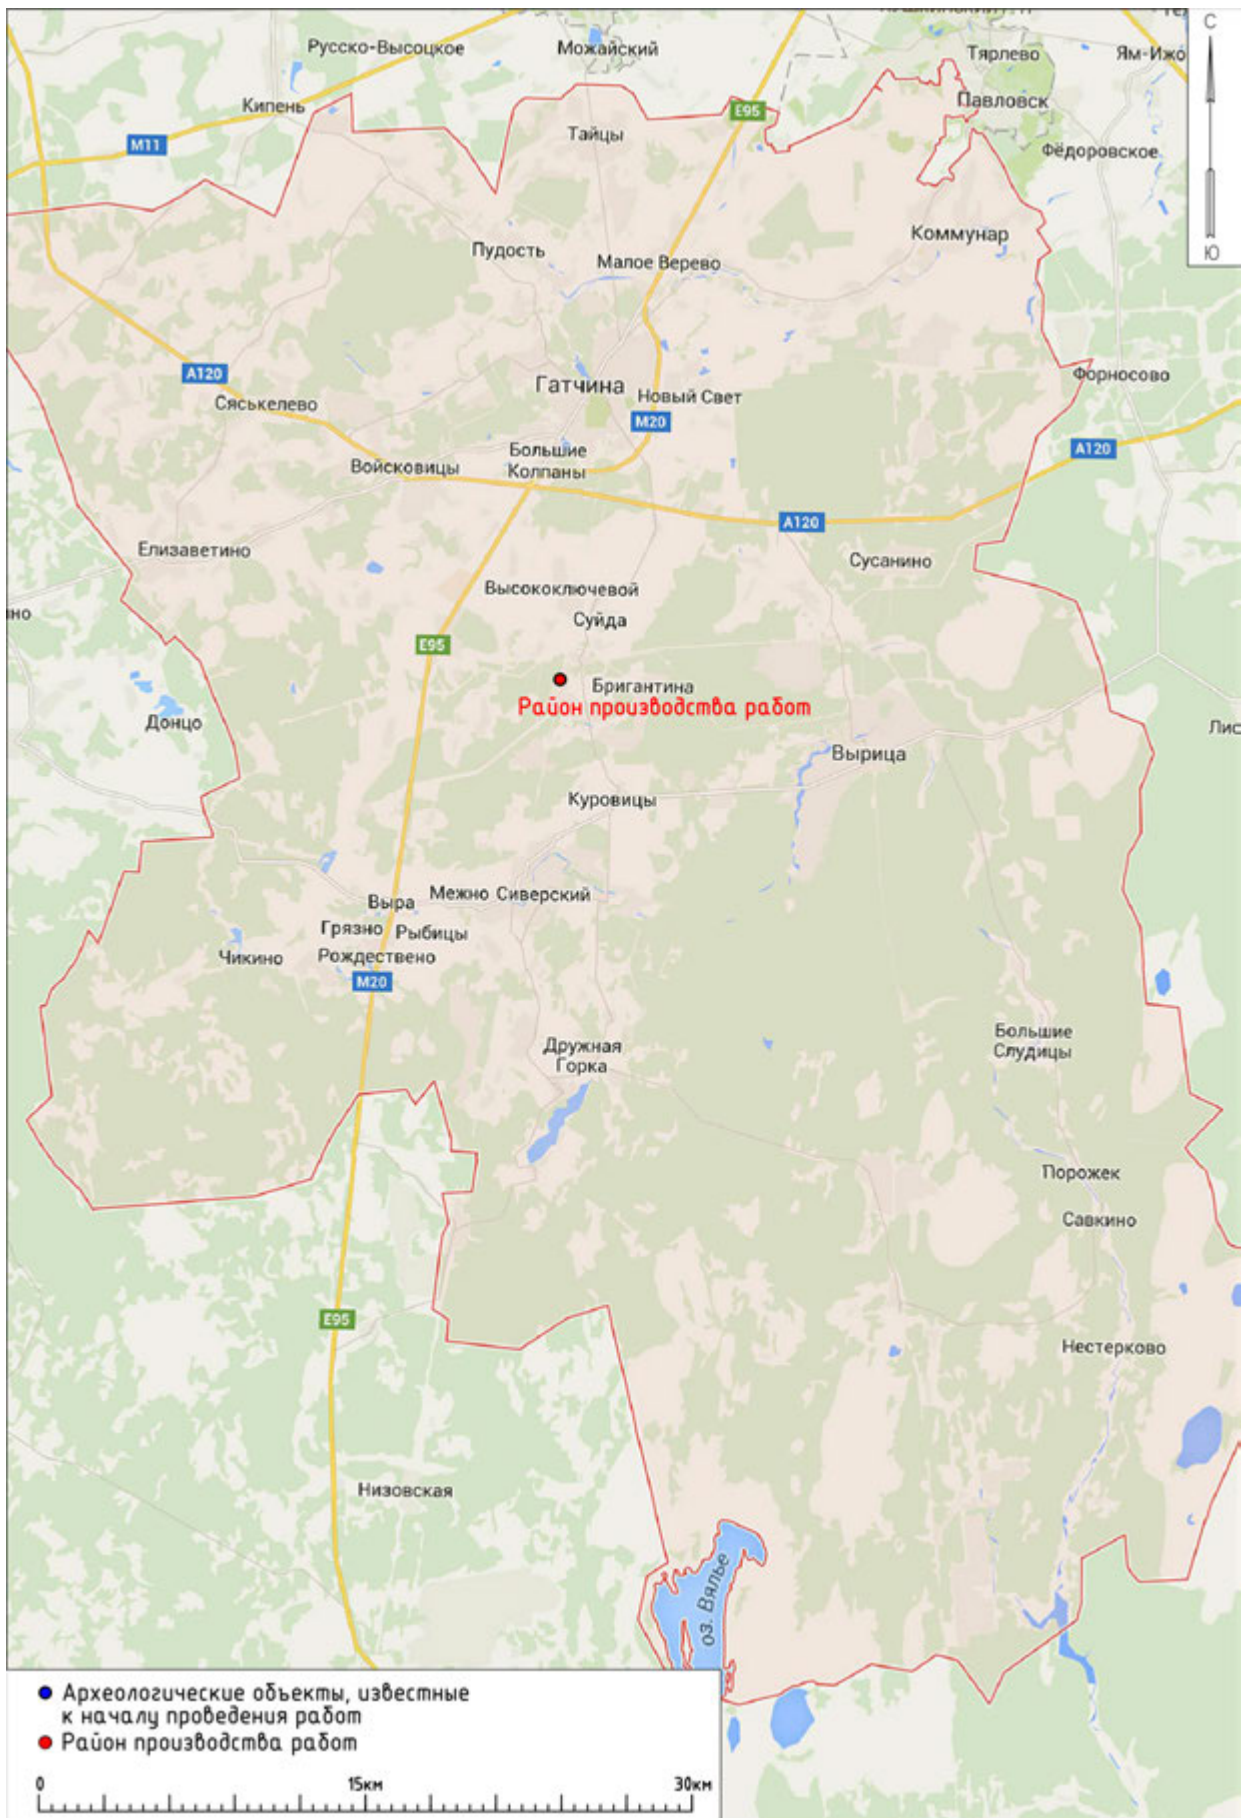 Русско-Высоцкое
Можайский
Тярлево
Ям-Ижо
С
Кипень
E95
Павловск
M11
Тайцы
Фёдоровское
Коммунар
Пудость
Малое Верево
Ю
A120
Гатчина
Форносово
Сяськелево
Новый Свет
M20
Большие
Колпаны
A120
Войсковицы
A120
Елизаветино
Сусанино
Высокоключевой
но
Суйда
E95
Бригантина
Район производства работ
Донцо
Лис
Вырица
Куровицы
Межно
Сиверский
Выра
Грязно
Рыбицы
Чикино
Рождествено
M20
Большие
Слудицы
Дружная
Горка
Порожек
Савкино
E95
Нестерково
Низовская
оз. Вялье
Археологические объекты, известные
к началу проведения работ
Район производства работ
0
15км
30км